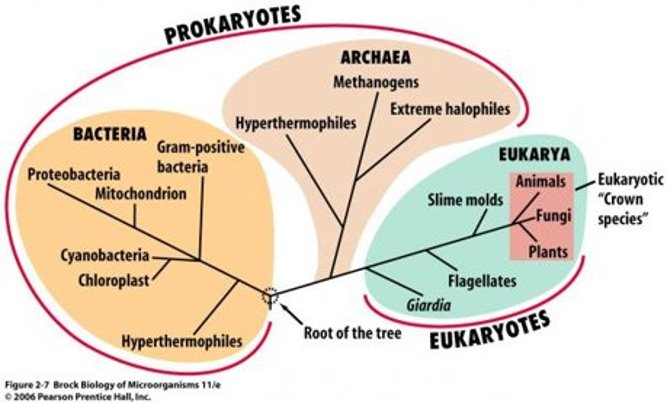 PROKARYOTES
ARCHAEA
Methanogens
Extreme halophiles
Hyperthermophiles
BACTERIA
Gram-positive
bacteria
Proteobacteria
Mitochondrion
Cyanobacteria
Chloroplast
Hyperthermophiles
EUKARYA
Animals
Slime molds
Fungi
Plants
Flagellates
Giardia
Eukaryotic
"Crown
species"
Root of the tree
EUKARYOTES
Figure 2-7 Brock Biology of Microorganisms 11/e
© 2006 Pearson Prentice Hall, Inc.